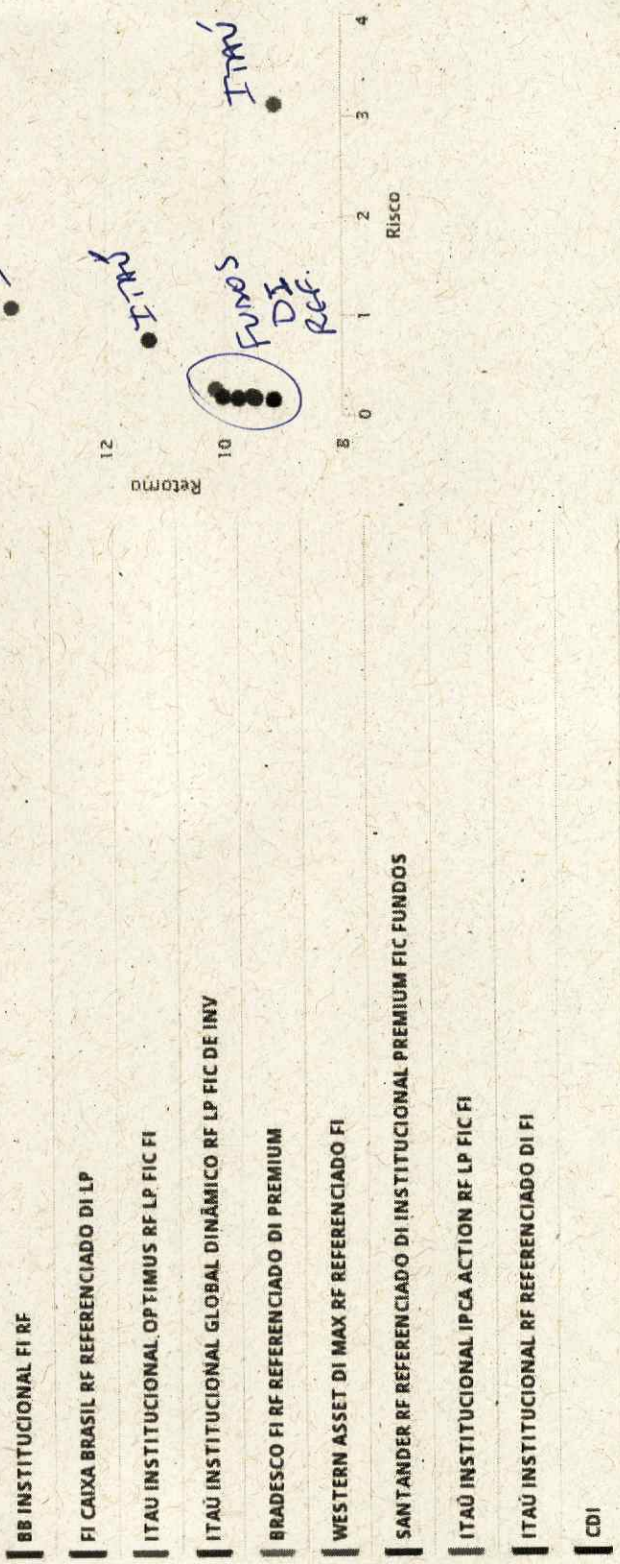 BB INSTITUCIONAL FI RF
FI CAIXA BRASIL RF REFERENCIADO DI LP
ITAU INSTITUCIONAL OPTIMUS RF LP FIC FI
ITAÚ INSTITUCIONAL GLOBAL DINÂMICO RF LP FIC DE INV
BRADESCO FI RF REFERENCIADO DI PREMIUM
WESTERN ASSET DI MAX RF REFERENCIADO FI
SANTANDER RF REFERENCIADO DI INSTITUCIONAL PREMIUM FIC FUNDOS
ITAÚ INSTITUCIONAL IPCA ACTION RF LP FIC FI
ITAÚ INSTITUCIONAL RF REFERENCIADO DI FI
CDI
Retorno
12
10
8
ITAÚ
FUNDOS
DI
REF.
ITAÚ
0
1
2
3
4
Risco